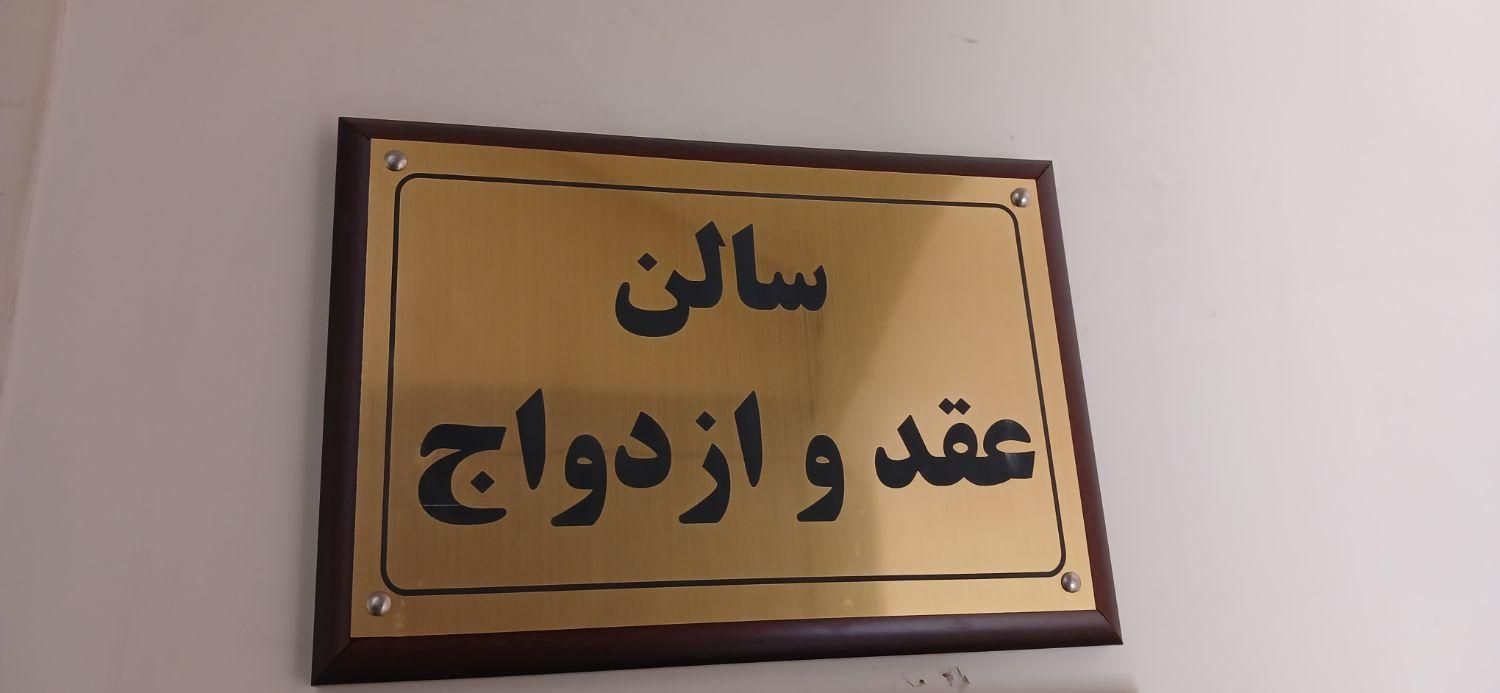 سالن
عقد و ازدواج